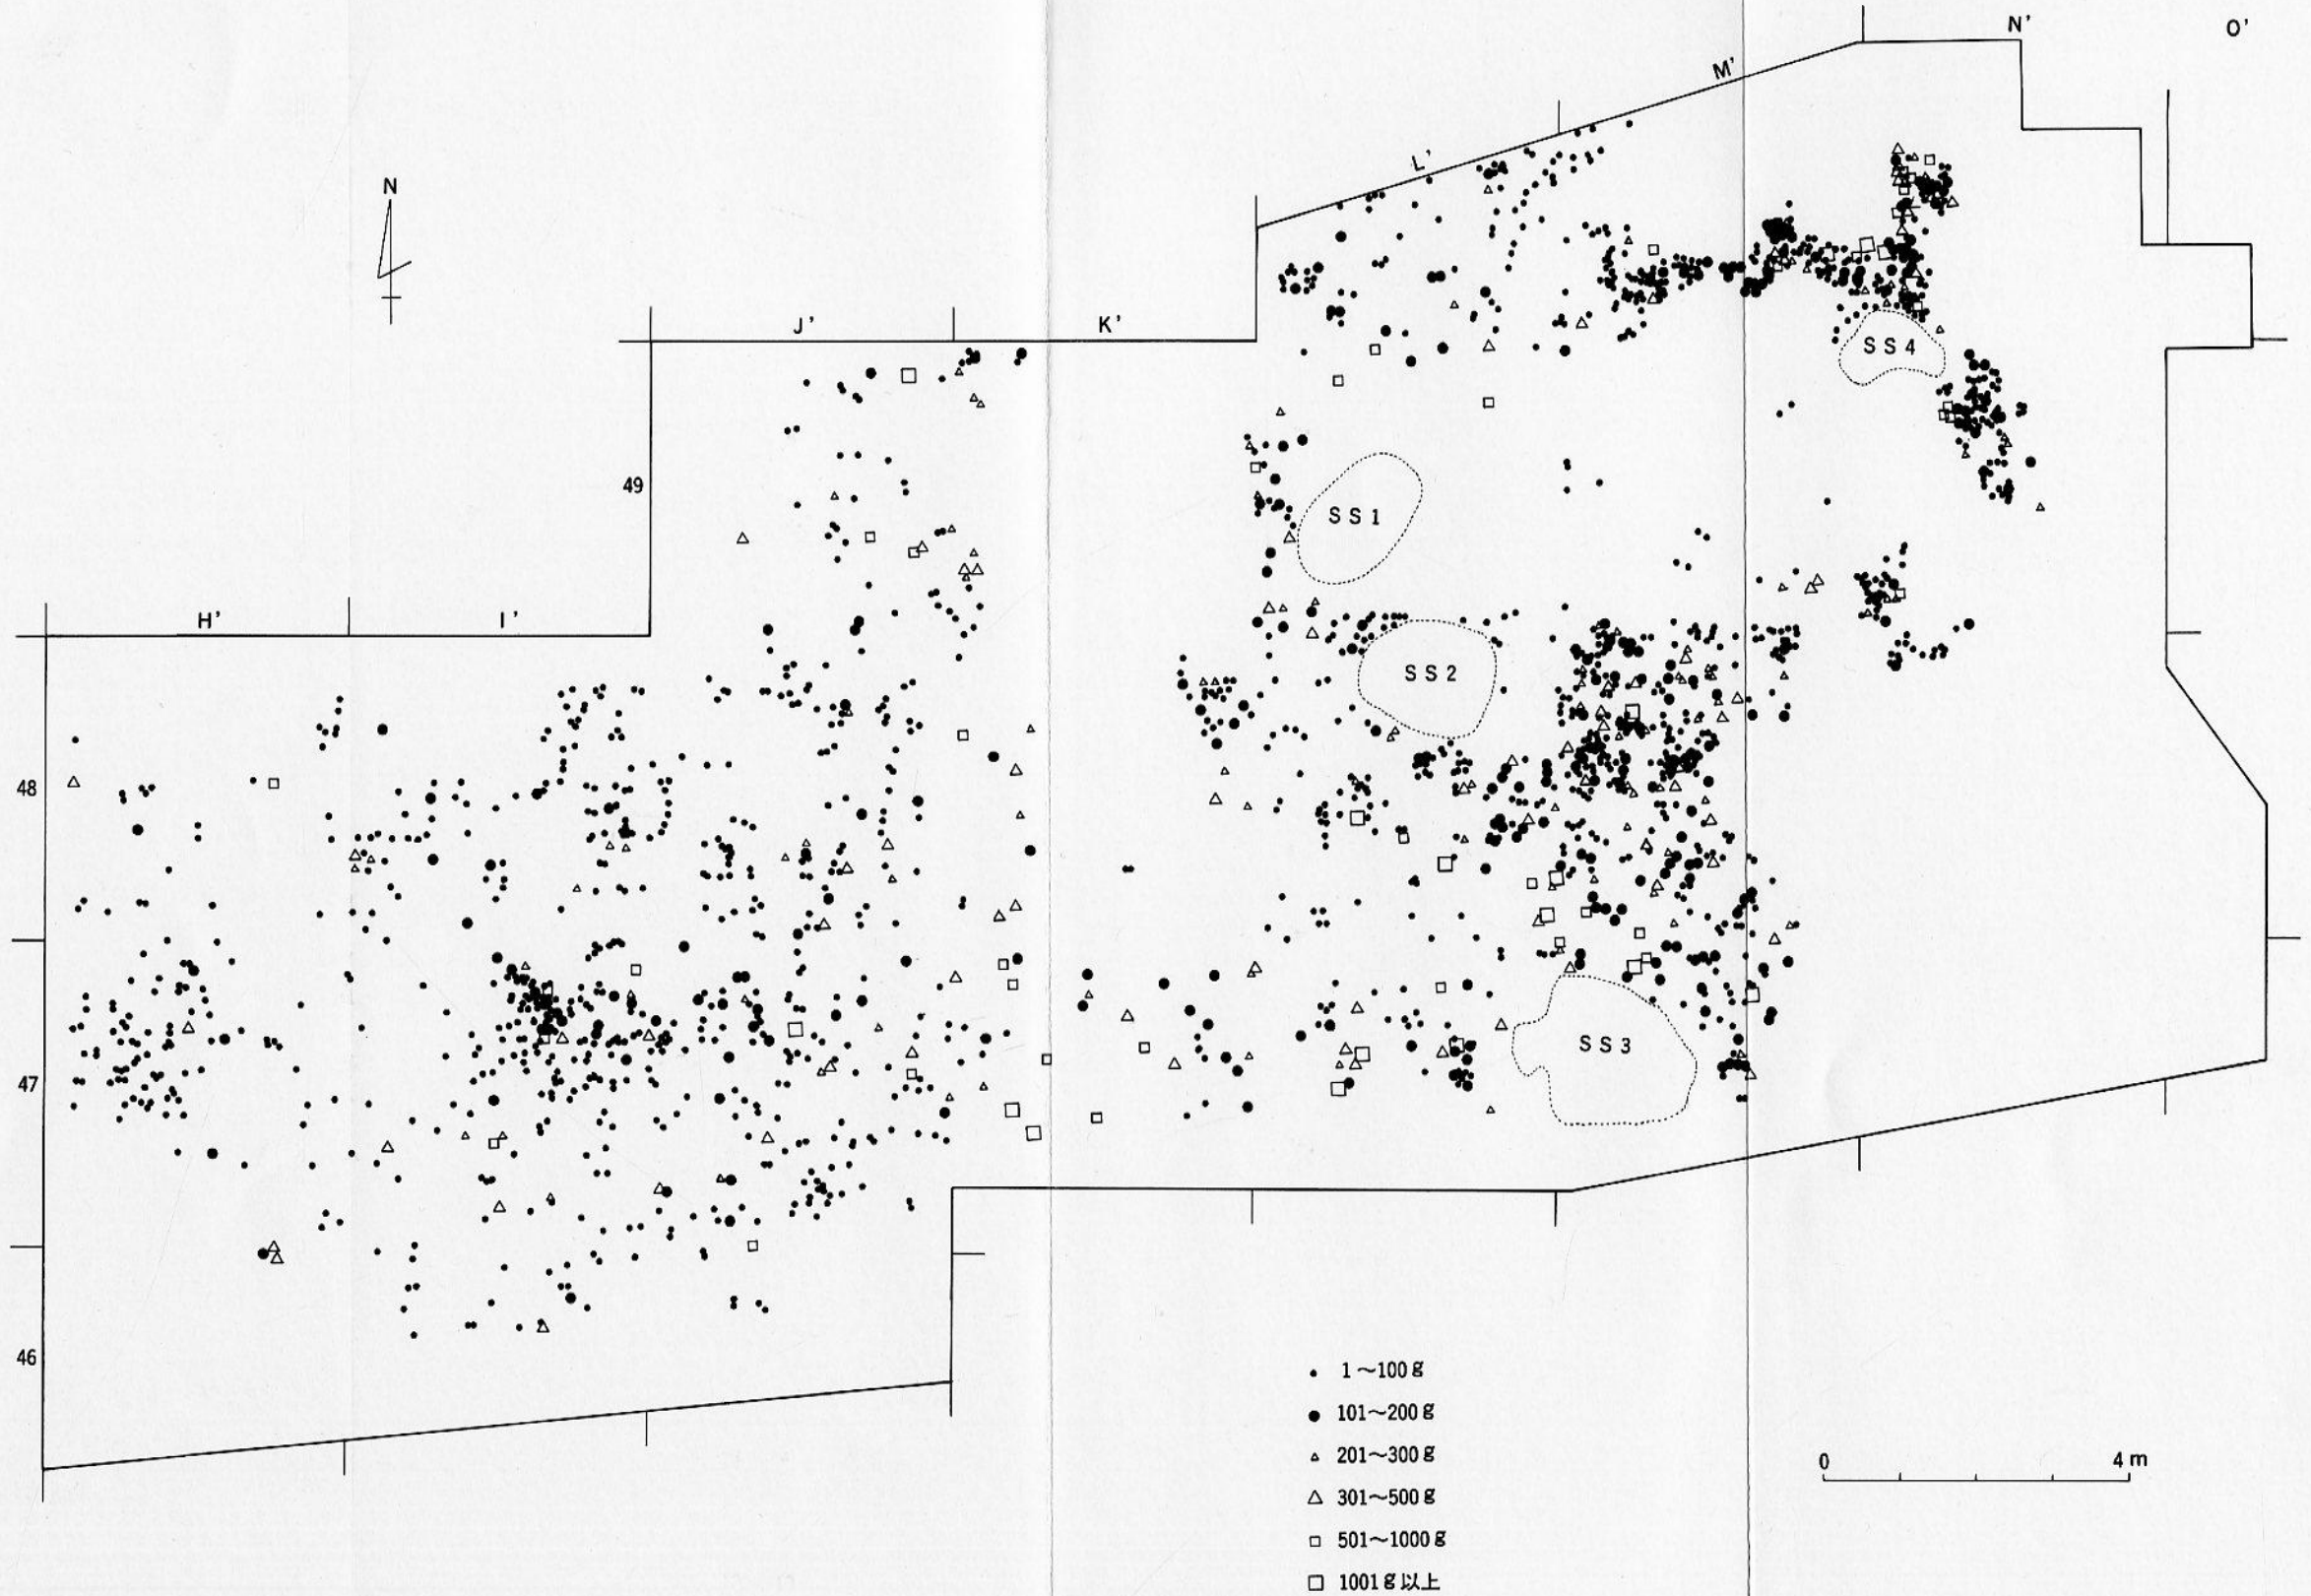 N'
O'
M'
L'
N
J'
K'
49
SS4
SS1
H'
I'
SS2
48
SS3
47
46
1～100g
101～200g
201～300g
301～500g
501～1000g
1001g以上
0 4m